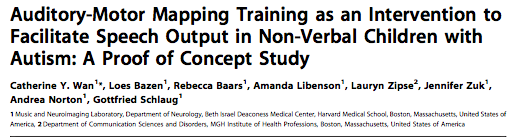 Auditory-Motor Mapping Training as an Intervention to
Facilitate Speech Output in Non-Verbal Children with
Autism: A Proof of Concept Study
Catherine Y. Wan1*, Loes Bazen1, Rebecca Baars1, Amanda Libenson1, Lauryn Zipse2, Jennifer Zuk1,
Andrea Norton1, Gottfried Schlaug1
1 Music and Neuroimaging Laboratory, Department of Neurology, Beth Israel Deaconess Medical Center, Harvard Medical School, Boston, Massachusetts, United States of
America, 2 Department of Communication Sciences and Disorders, MGH Institute of Health Professions, Boston, Massachusetts, United States of America